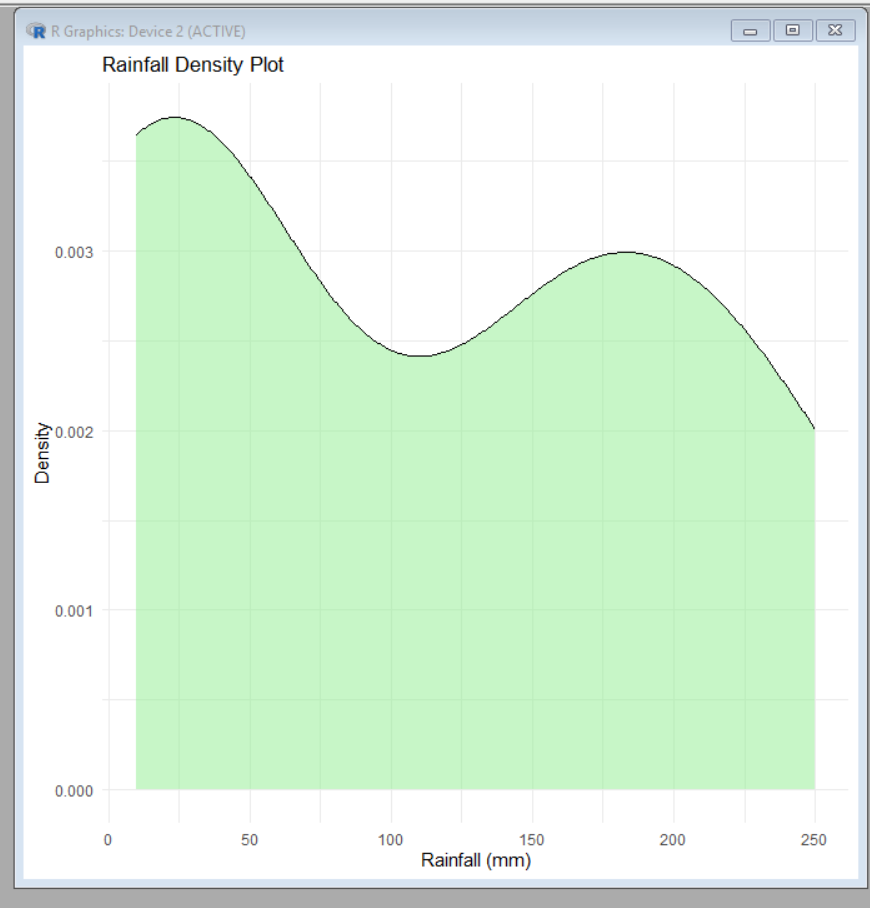 R Graphics: Device 2 (ACTIVE)
Rainfall Density Plot
0.003
0.002
0.001
0.000
Density
0
50
100
150
200
250
Rainfall (mm)